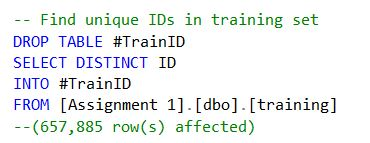 -- Find unique IDs in training set
DROP TABLE #TrainID
SELECT DISTINCT ID
INTO #TrainID
FROM [Assignment 1].[dbo].[training]
--(657,885 row(s) affected)